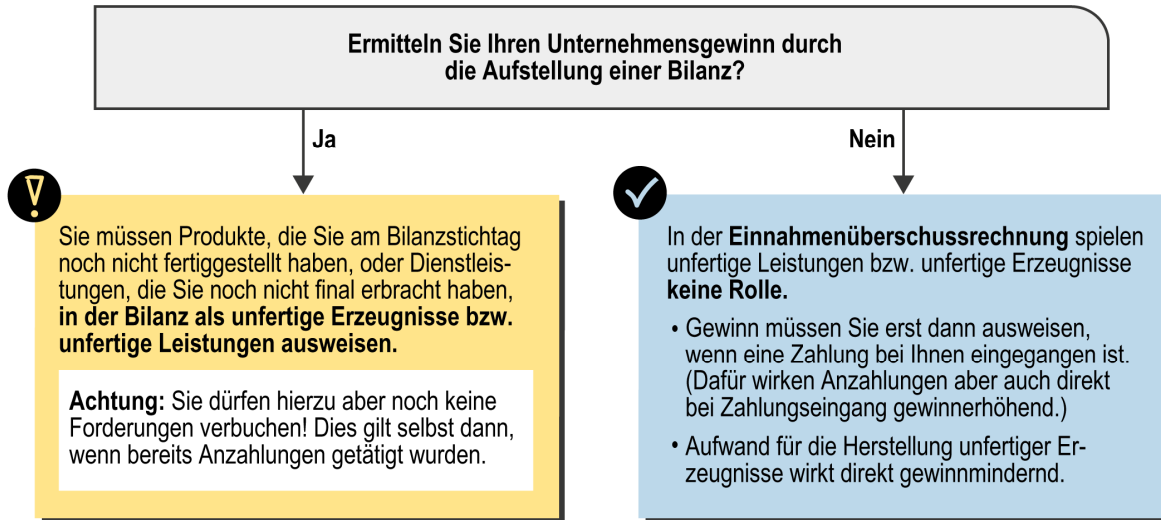 Ermitteln Sie Ihren Unternehmensgewinn durch
die Aufstellung einer Bilanz?
Ja
Nein
Sie müssen Produkte, die Sie am Bilanzstichtag
noch nicht fertiggestellt haben, oder Dienstleis-
tungen, die Sie noch nicht final erbracht haben,
in der Bilanz als unfertige Erzeugnisse bzw.
unfertige Leistungen ausweisen.
Achtung: Sie dürfen hierzu aber noch keine
Forderungen verbuchen! Dies gilt selbst dann,
wenn bereits Anzahlungen getätigt wurden.
In der Einnahmenüberschussrechnung spielen
unfertige Leistungen bzw. unfertige Erzeugnisse
keine Rolle.
• Gewinn müssen Sie erst dann ausweisen,
wenn eine Zahlung bei Ihnen eingegangen ist.
(Dafür wirken Anzahlungen aber auch direkt
bei Zahlungseingang gewinnerhöhend.)
• Aufwand für die Herstellung unfertiger Er-
zeugnisse wirkt direkt gewinnmindernd.